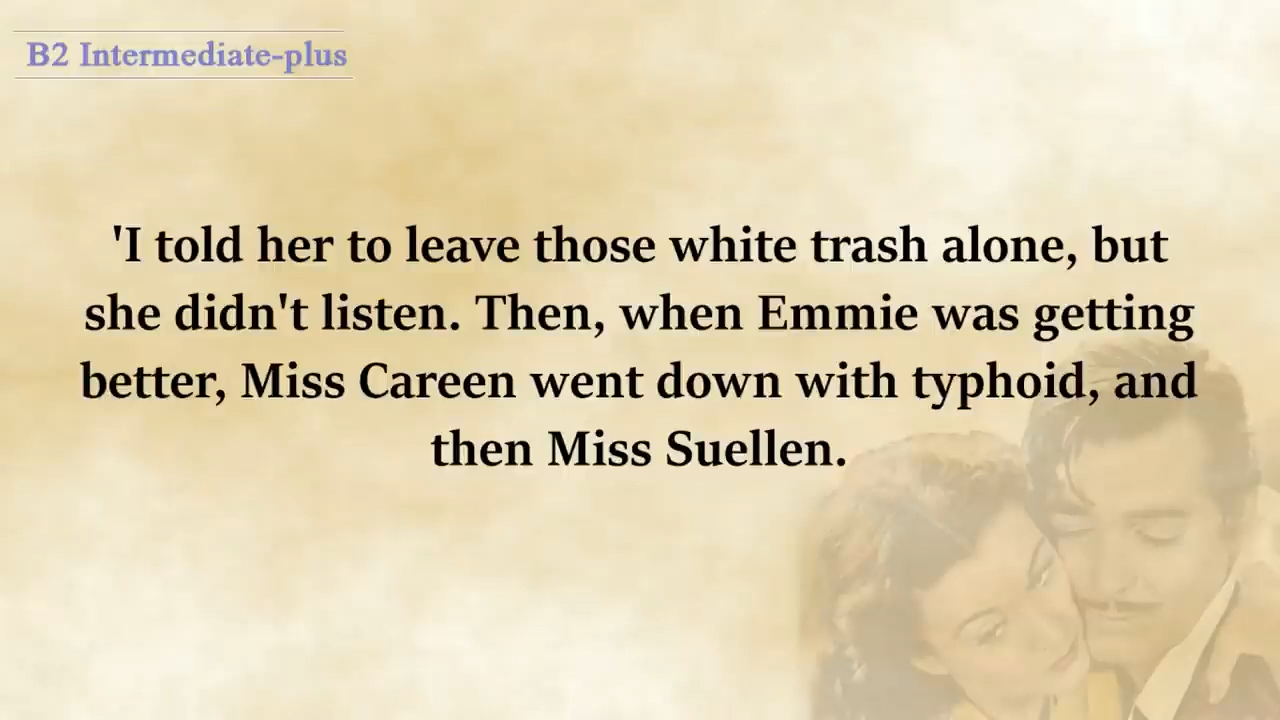 B2 Intermediate-plus
'I told her to leave those white trash alone, but
she didn't listen. Then, when Emmie was getting
better, Miss Careen went down with typhoid, and
then Miss Suellen.